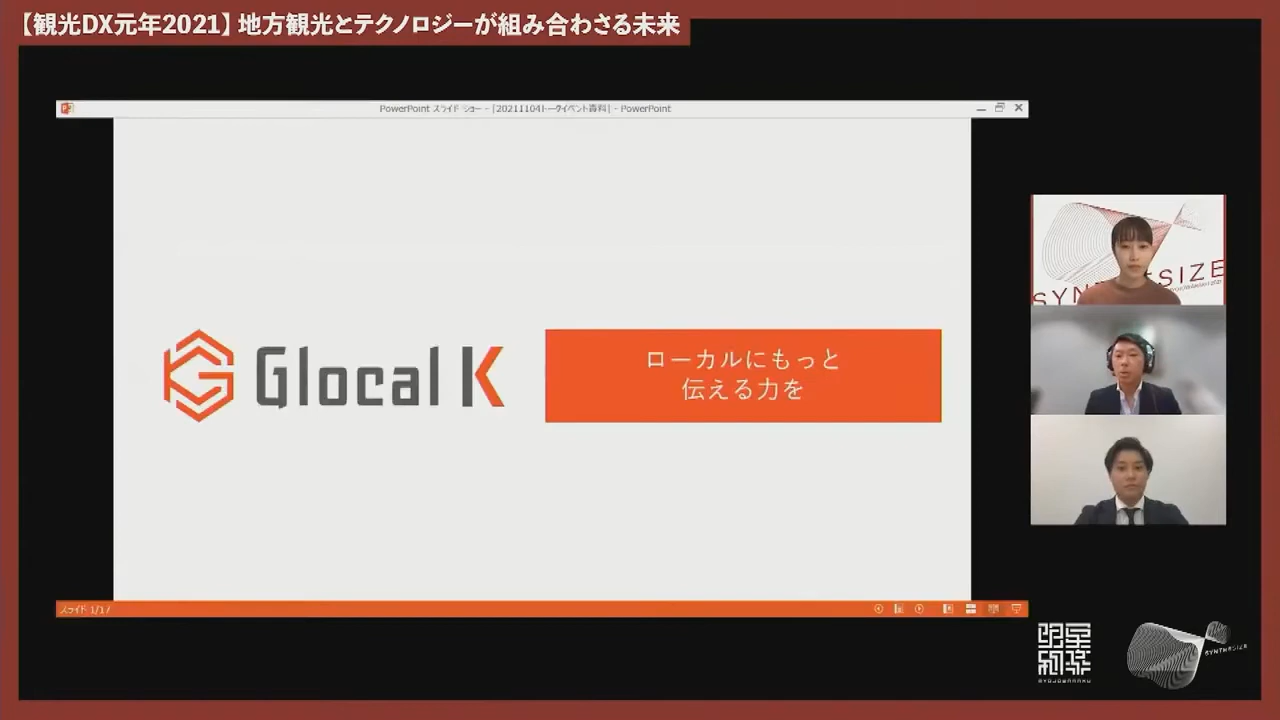 【観光DX元年2021】地方観光とテクノロジーが組み合わさる未来
PowerPoint スライド ショー - [20211104トークイベント資料] - PowerPoint
Glocal K
ローカルにもっと
伝える力を
SYNTHESIZE
スライド 1/17
SYNTHESIZE